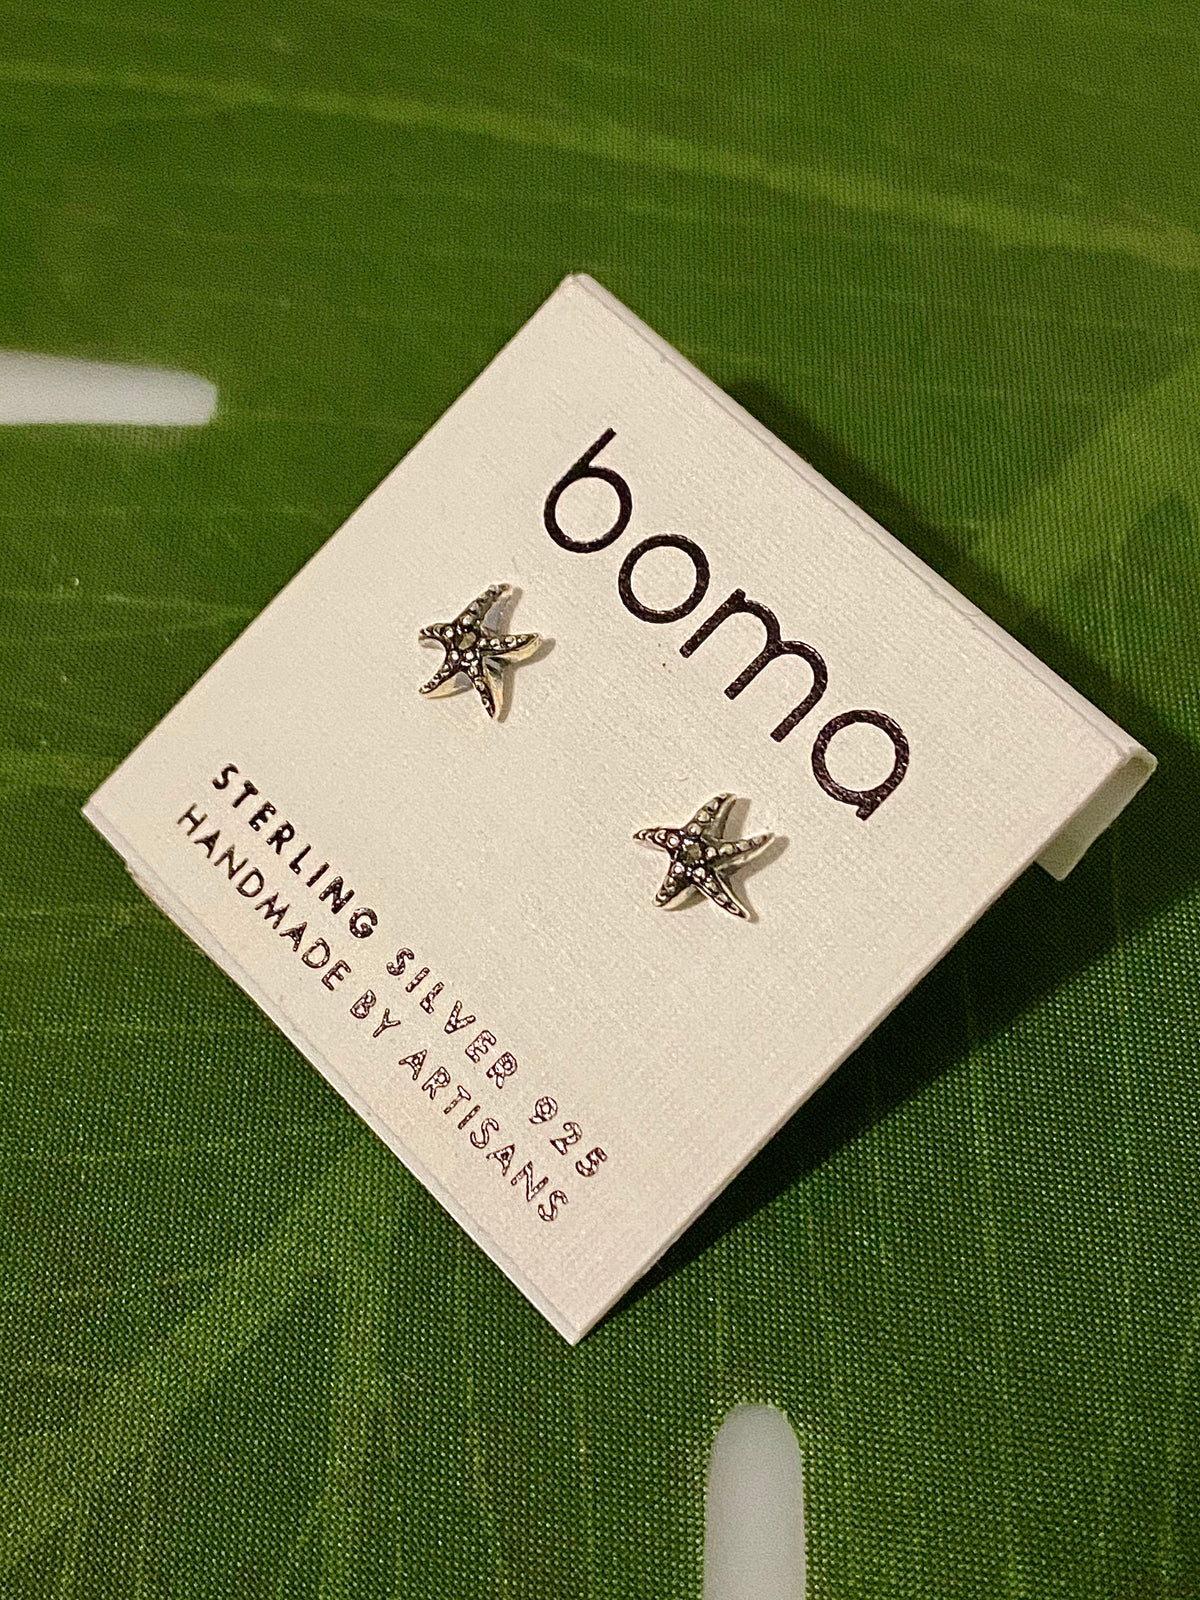 boma
STERLING SILVER 925
HANDMADE BY ARTISANS